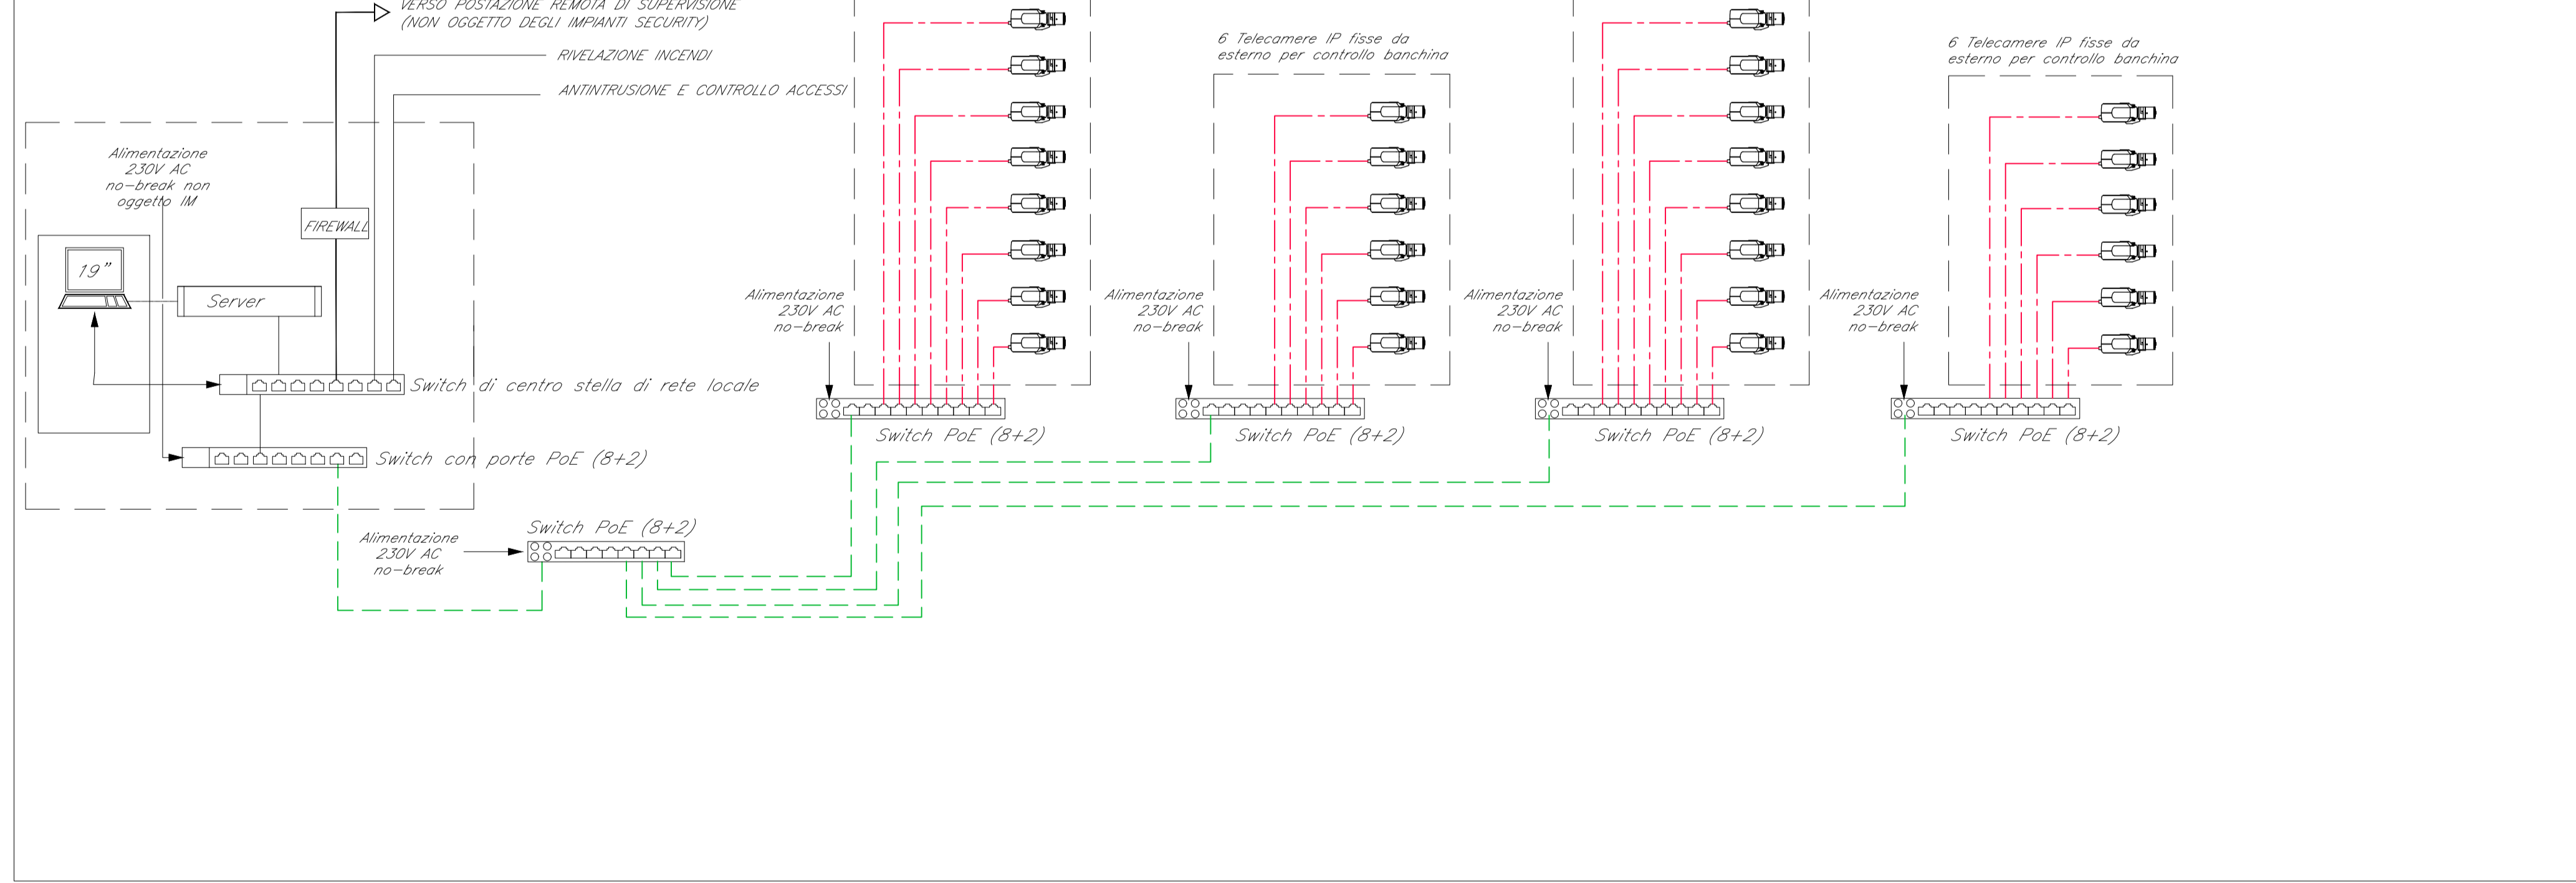 VERSO POSTAZIONE REMOTA DI SUPERVISIONE
(NON OGGETTO DEGLI IMPIANTI SECURITY)
RIVELAZIONE INCENDI
ANTINTRUSIONE E CONTROLLO ACCESSI
Alimentazione
230V AC
no-break non
oggetto IM
FIREWALL
19"
Server
Switch di centro stella di rete locale
Switch con porte PoE (8+2)
Switch PoE (8+2)
Alimentazione
230V AC
no-break
Alimentazione
230V AC
no-break
Switch PoE (8+2)
6 Telecamere IP fisse da
esterno per controllo banchina
Alimentazione
230V AC
no-break
Switch PoE (8+2)
Alimentazione
230V AC
no-break
Switch PoE (8+2)
6 Telecamere IP fisse da
esterno per controllo banchina
Alimentazione
230V AC
no-break
Switch PoE (8+2)